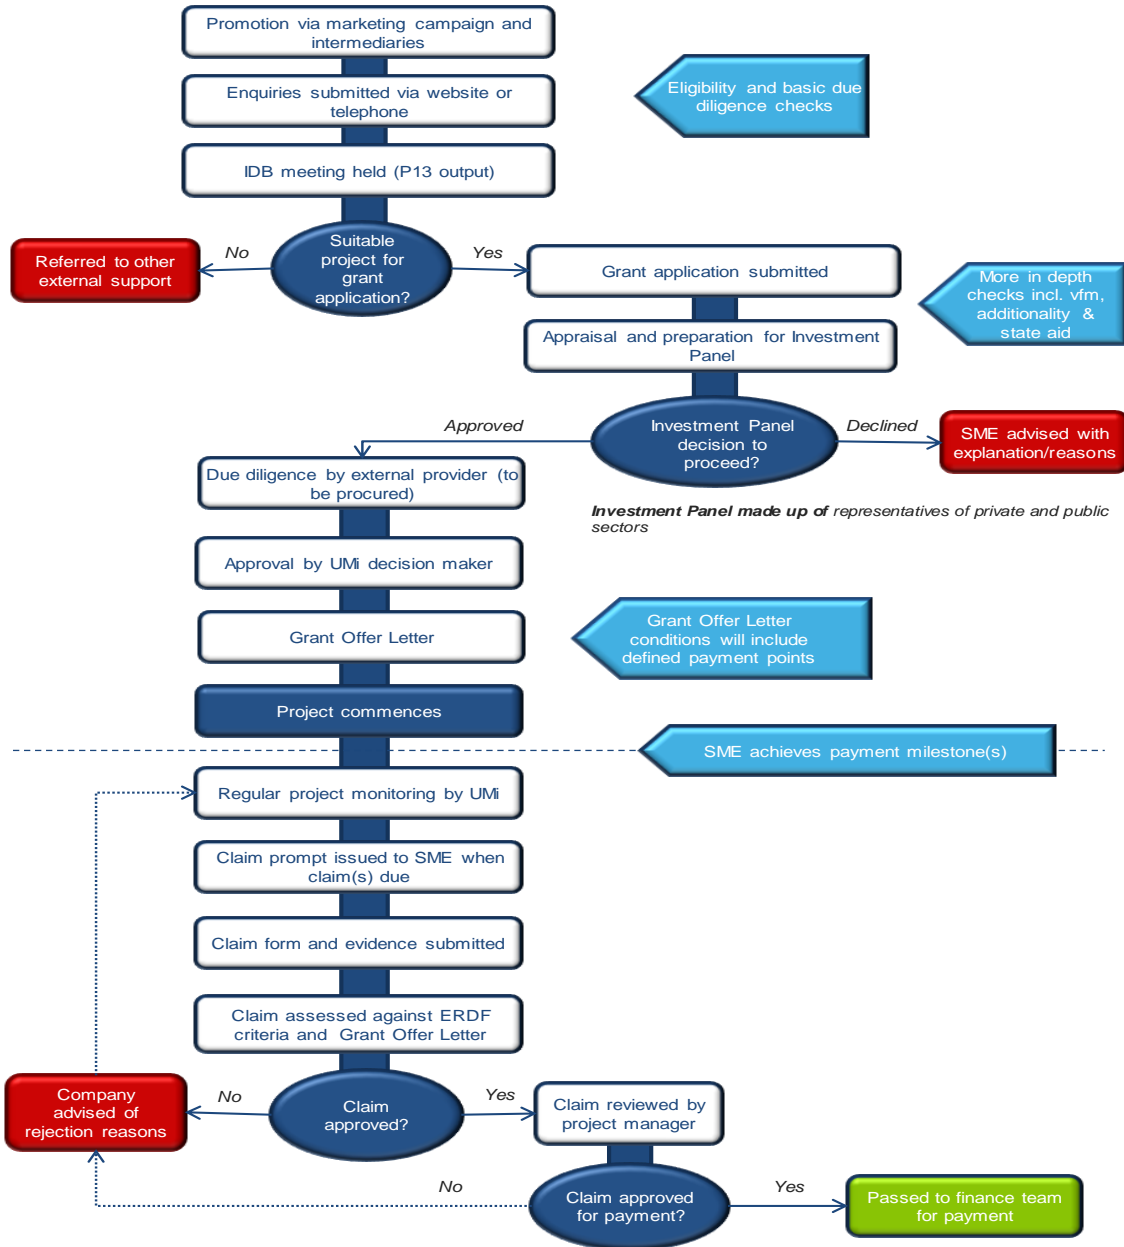 Promotion via marketing campaign and
intermediaries
Enquiries submitted via website or
telephone
Eligibility and basic due
diligence checks
IDB meeting held (P13 output)
Suitable
project for
grant
application?
No
Yes
Referred to other
external support
Grant application submitted
More in depth
checks incl. vfm,
additionality &
state aid
Appraisal and preparation for Investment
Panel
Investment Panel
decision to
proceed?
Approved
Declined
SME advised with
explanation/reasons
Due diligence by external provider (to
be procured)
Investment Panel made up of representatives of private and public
sectors
Approval by UMi decision maker
Grant Offer Letter
Grant Offer Letter
conditions will include
defined payment points
Project commences
SME achieves payment milestone(s)
Regular project monitoring by UMi
Claim prompt issued to SME when
claim(s) due
Claim form and evidence submitted
Claim assessed against ERDF
criteria and Grant Offer Letter
Company
advised of
rejection reasons
No
Claim
approved?
Yes
Claim reviewed by
project manager
No
Claim approved
for payment?
Yes
Passed to finance team
for payment